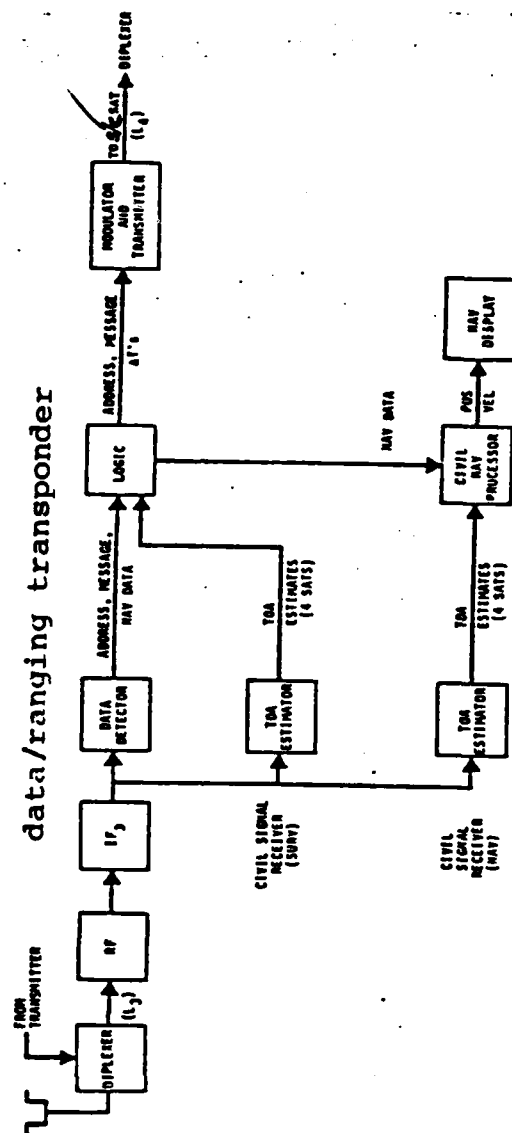 data/ranging transponder
FROM
TRANSMITTER
DIPLEXER
(L3)
RF
IF3
DATA
DETECTOR
ADDRESS, MESSAGE,
NAV DATA
LOGIC
ADDRESS, MESSAGE
ΔT's
MODULATOR
AND
TRANSMITTER
TO SAT
(L4)
DIPLEXER
CIVIL SIGNAL
RECEIVER
(SURV)
TOA
ESTIMATOR
TOA
ESTIMATES
(4 SATS)
NAV DATA
CIVIL
SIGNAL
RECEIVER
(NAV)
TOA
ESTIMATOR
TOA
ESTIMATES
(4 SATS)
CIVIL
NAV
PROCESSOR
POS
VEL
NAV
DISPLAY